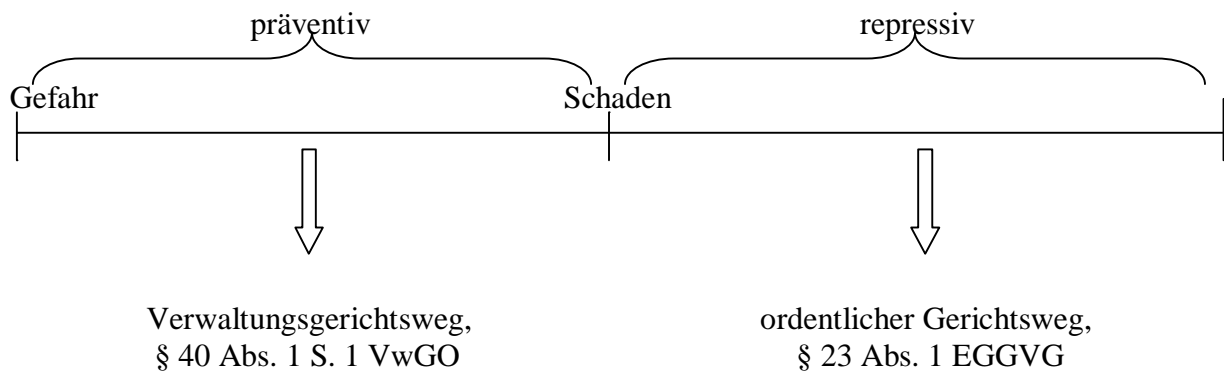 präventiv repressiv
Gefahr Schaden
Verwaltungsgerichtsweg, ordentlicher Gerichtsweg,
§ 40 Abs. 1 S. 1 VwGO § 23 Abs. 1 EGGVG